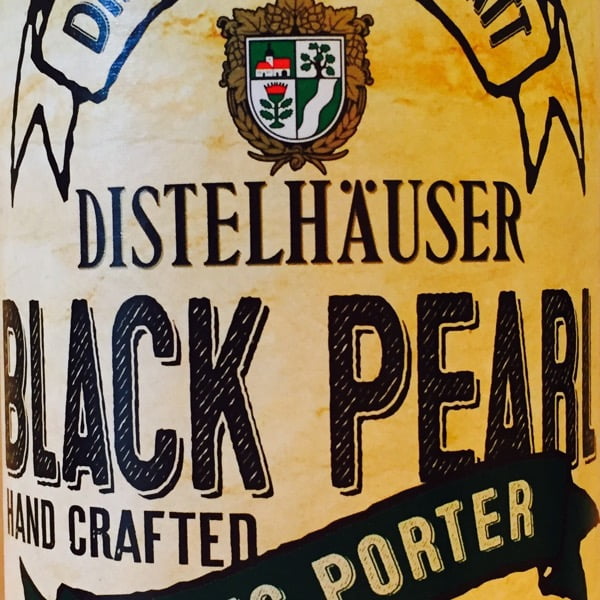 DISTELHÄUSER
BLACK PEARL
HAND CRAFTED
PORTER